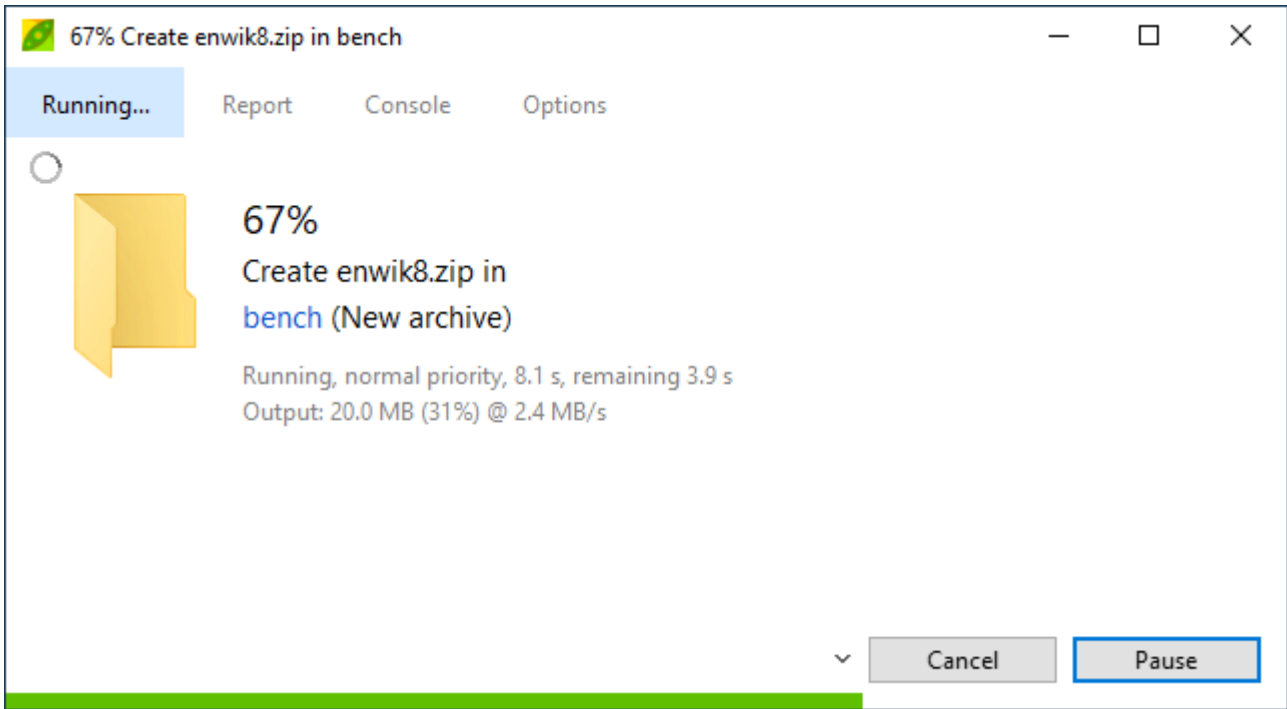 67% Create enwik8.zip in bench
Running... Report Console Options
67%
Create enwik8.zip in
bench (New archive)
Running, normal priority, 8.1 s, remaining 3.9 s
Output: 20.0 MB (31%) @ 2.4 MB/s
Cancel Pause